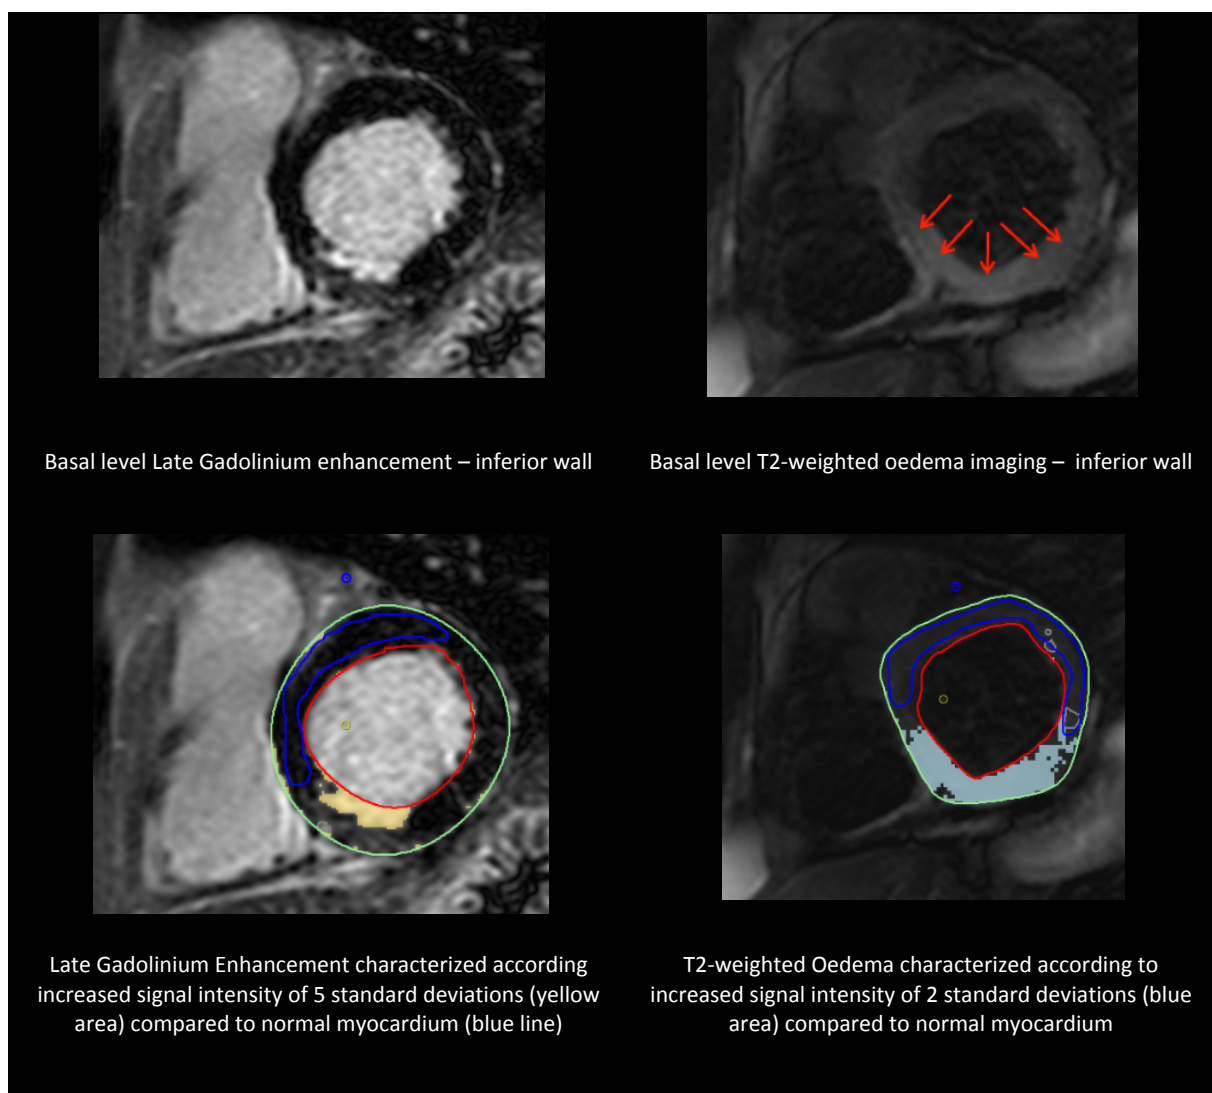 Basal level Late Gadolinium enhancement – inferior wall
Basal level T2-weighted oedema imaging – inferior wall
Late Gadolinium Enhancement characterized according
increased signal intensity of 5 standard deviations (yellow
area) compared to normal myocardium (blue line)
T2-weighted Oedema characterized according to
increased signal intensity of 2 standard deviations (blue
area) compared to normal myocardium